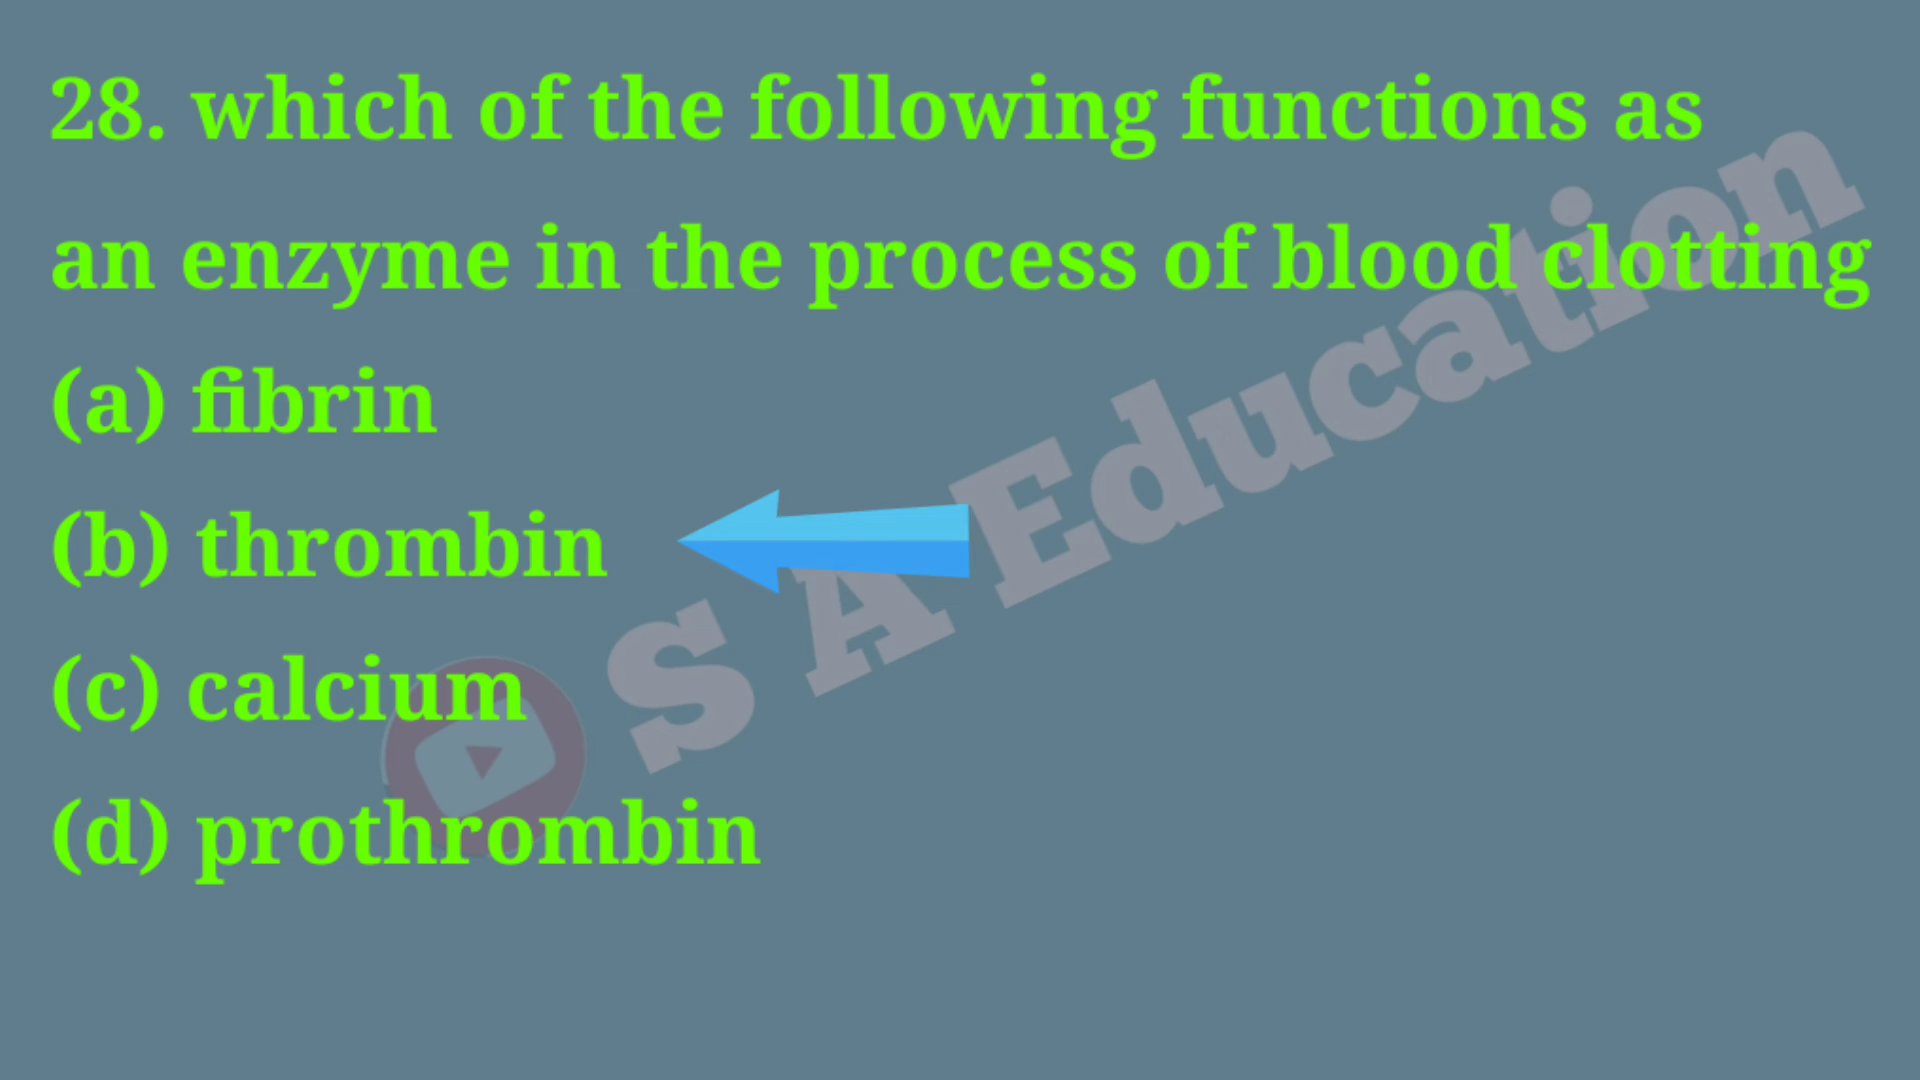 28. which of the following functions as
an enzyme in the process of blood clotting
(a) fibrin
(b) thrombin
(c) calcium
(d) prothrombin
S A Education